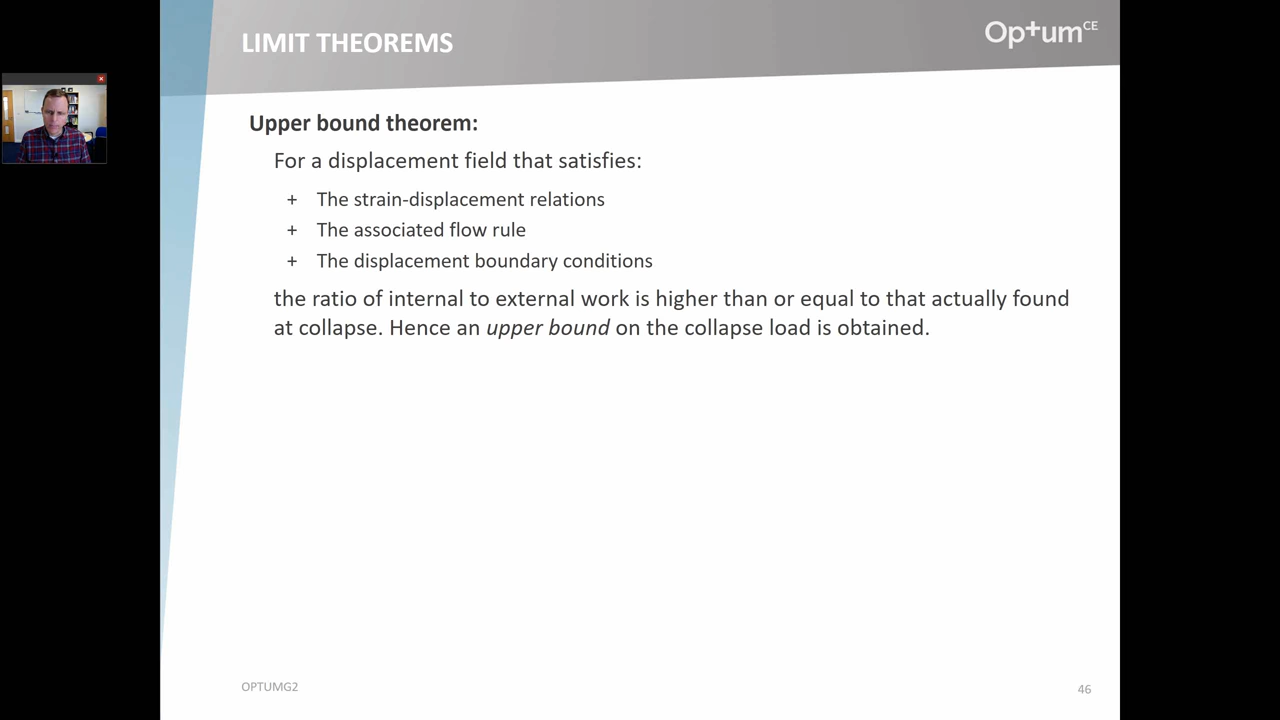 LIMIT THEOREMS
Op+umCE
Upper bound theorem:
For a displacement field that satisfies:
+ The strain-displacement relations
+ The associated flow rule
+ The displacement boundary conditions
the ratio of internal to external work is higher than or equal to that actually found
at collapse. Hence an upper bound on the collapse load is obtained.
OPTUMG2
46